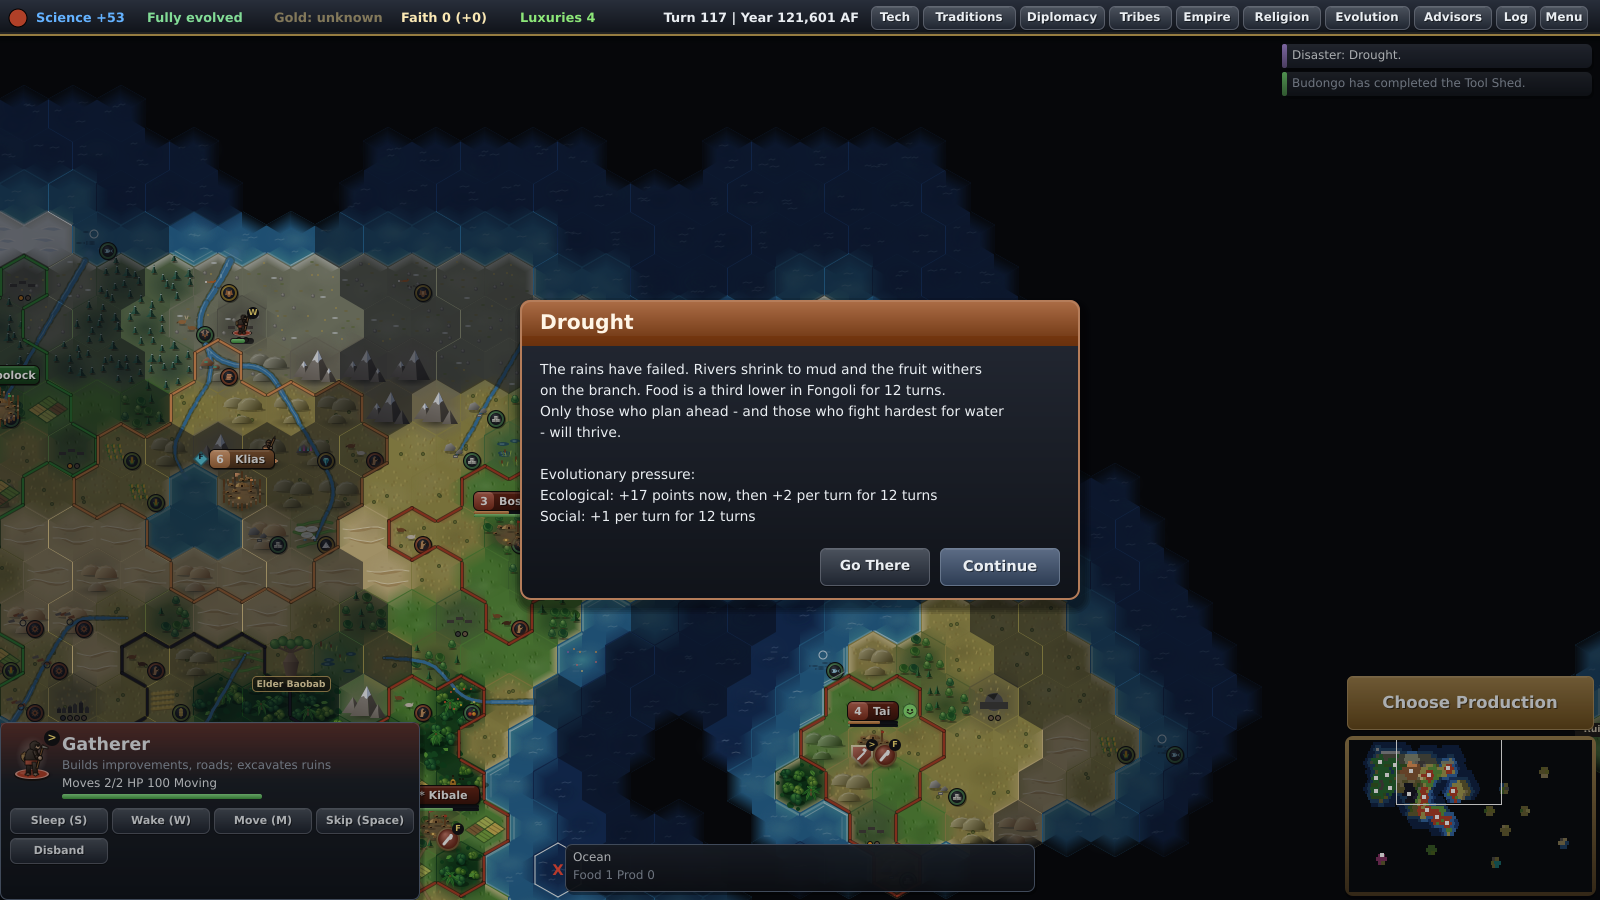 Science +53
Fully evolved
Gold: unknown
Faith 0 (+0)
Luxuries 4
Turn 117 | Year 121,601 AF
Tech
Traditions
Diplomacy
Tribes
Empire
Religion
Evolution
Advisors
Log
Menu
Disaster: Drought.
Budongo has completed the Tool Shed.
W
Drought
The rains have failed. Rivers shrink to mud and the fruit withers
on the branch. Food is a third lower in Fongoli for 12 turns.
Only those who plan ahead - and those who fight hardest for water
- will thrive.
Evolutionary pressure:
Ecological: +17 points now, then +2 per turn for 12 turns
Social: +1 per turn for 12 turns
Go There
Continue
6 Klias
3 Bos
Elder Baobab
4 Tai
> F
* Kibale
F
>
Gatherer
Builds improvements, roads; excavates ruins
Moves 2/2 HP 100 Moving
Sleep (S)
Wake (W)
Move (M)
Skip (Space)
Disband
X
Ocean
Food 1 Prod 0
Choose Production